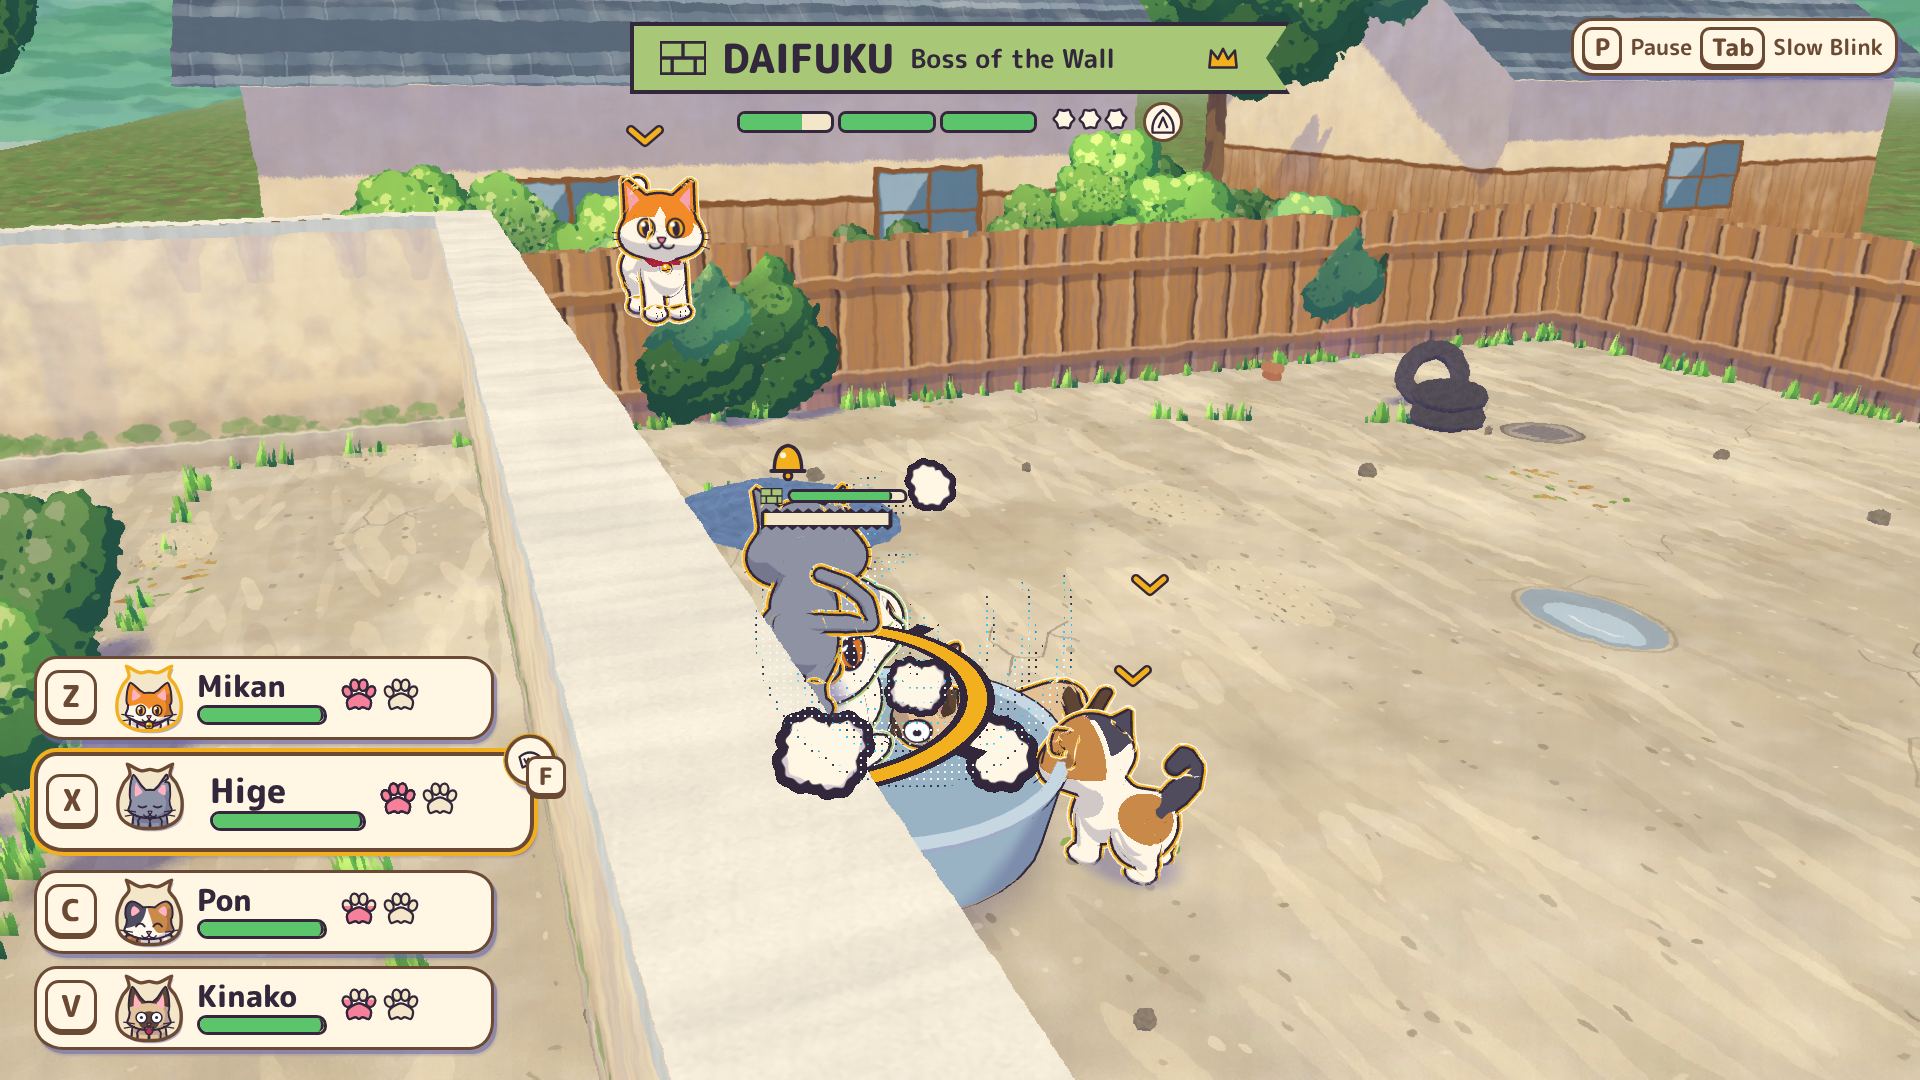 DAIFUKU Boss of the Wall
P Pause Tab Slow Blink
Z Mikan
X Hige F
C Pon
V Kinako